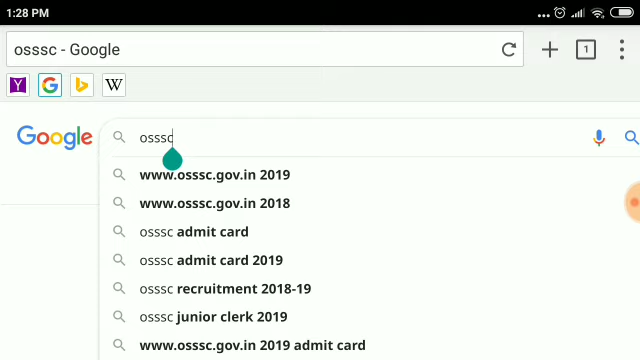 1:28 PM
osssc - Google
1
Y G b W
Google
osssc
www.osssc.gov.in 2019
www.osssc.gov.in 2018
osssc admit card
osssc admit card 2019
osssc recruitment 2018-19
osssc junior clerk 2019
www.osssc.gov.in 2019 admit card